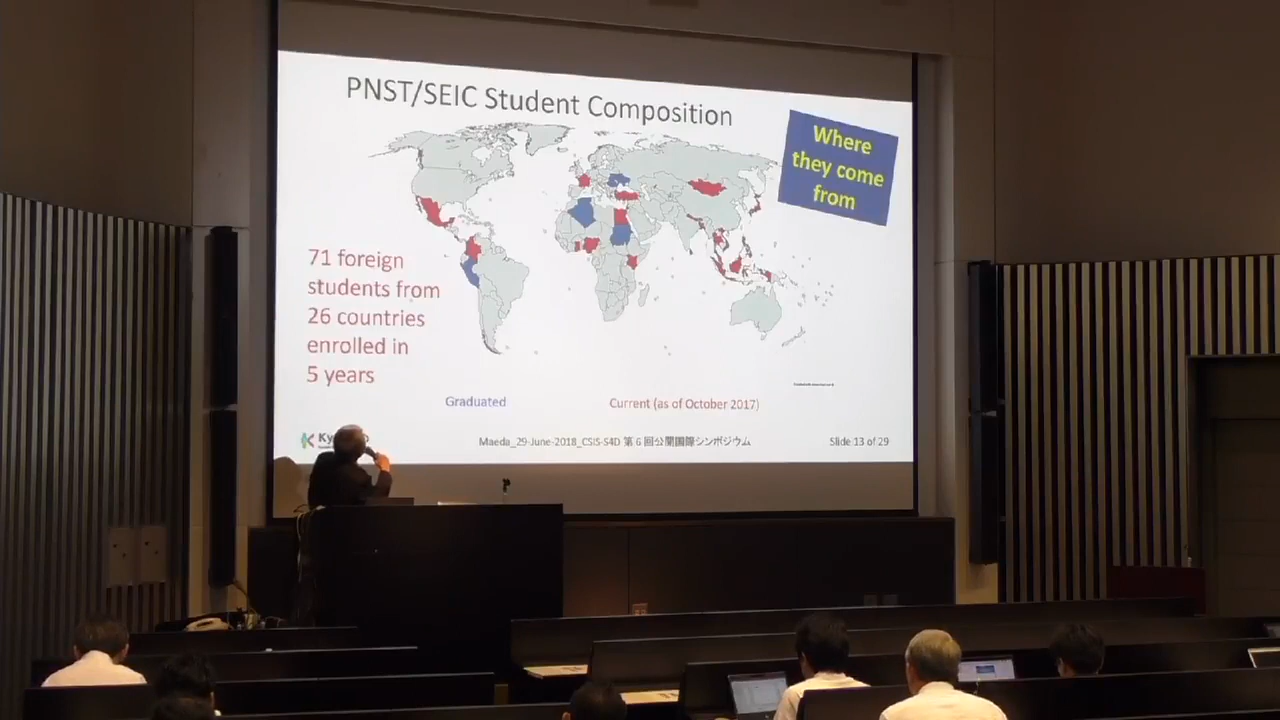 PNST/SEIC Student Composition
Where
they come
from
71 foreign
students from
26 countries
enrolled in
5 years
Graduated
Current (as of October 2017)
Maeda_29-June-2018_CSIS-S4D 第 6 回公開国際シンポジウム
Slide 13 of 29